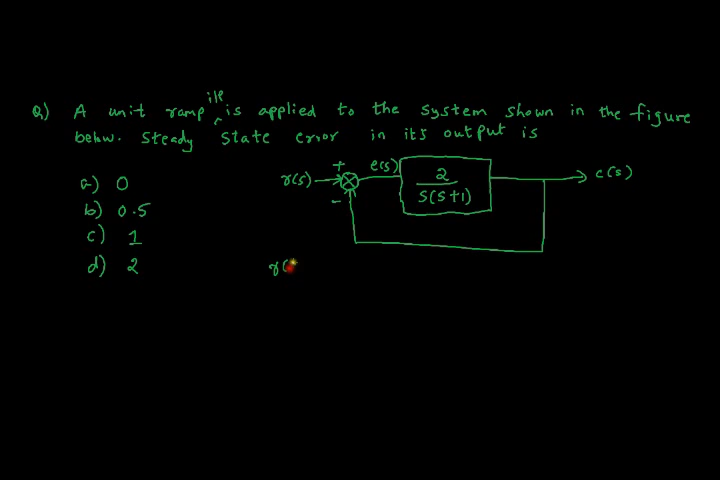 Q) A unit ramp i/p is applied to the system shown in the figure
below. Steady state error in its output is
a) 0
b) 0.5
c) 1
d) 2
r(s) + - e(s) 2 / s(s+1) c(s)
r(